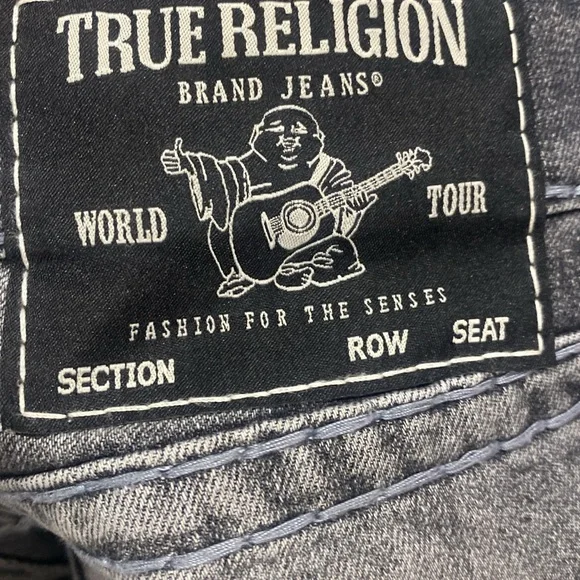 TRUE RELIGION
BRAND JEANS®
WORLD TOUR
FASHION FOR THE SENSES
SECTION ROW SEAT